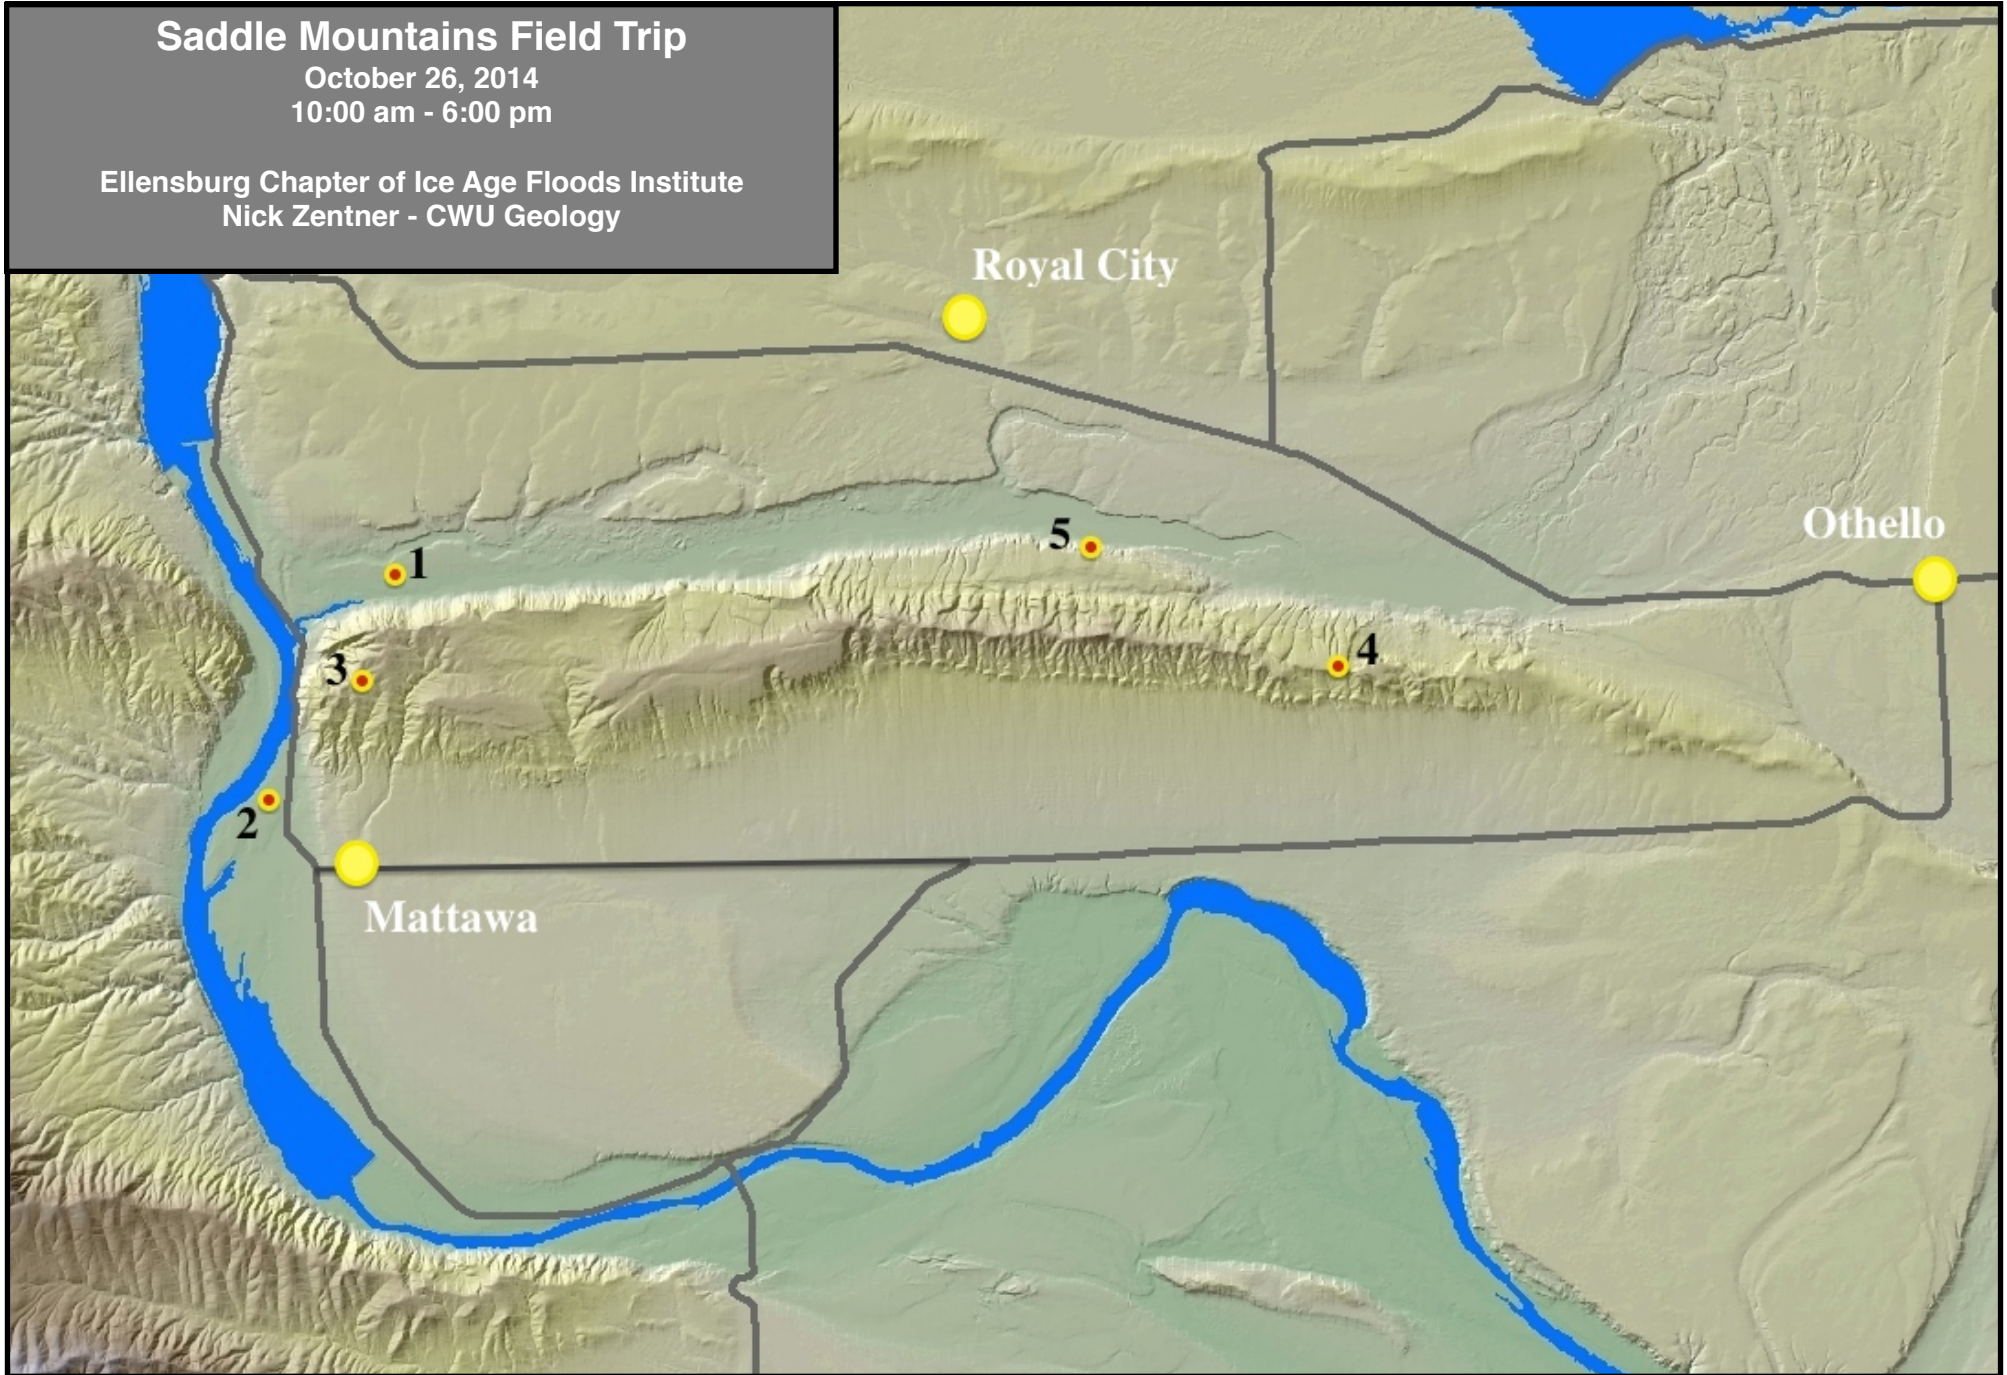 Saddle Mountains Field Trip
October 26, 2014
10:00 am - 6:00 pm
Ellensburg Chapter of Ice Age Floods Institute
Nick Zentner - CWU Geology
Royal City
Othello
5
1
4
3
2
Mattawa